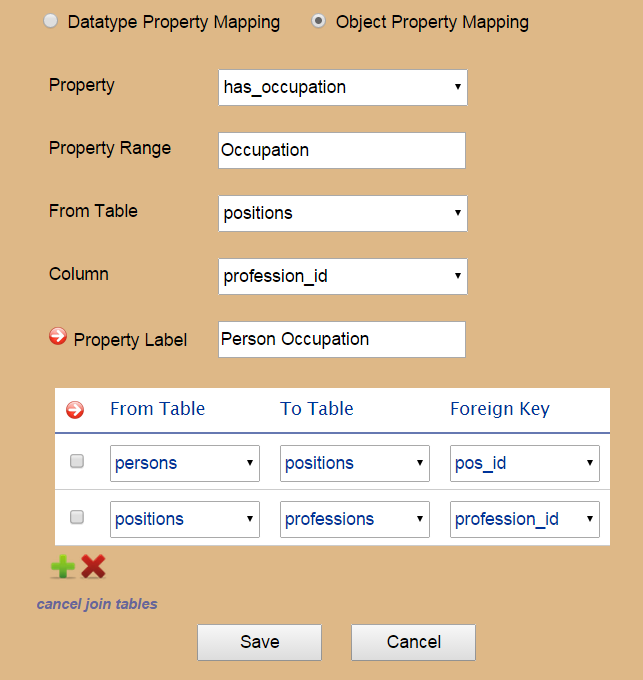 Datatype Property Mapping Object Property Mapping
Property has_occupation
Property Range Occupation
From Table positions
Column profession_id
Property Label Person Occupation
From Table To Table Foreign Key
persons positions pos_id
positions professions profession_id
cancel join tables
Save Cancel